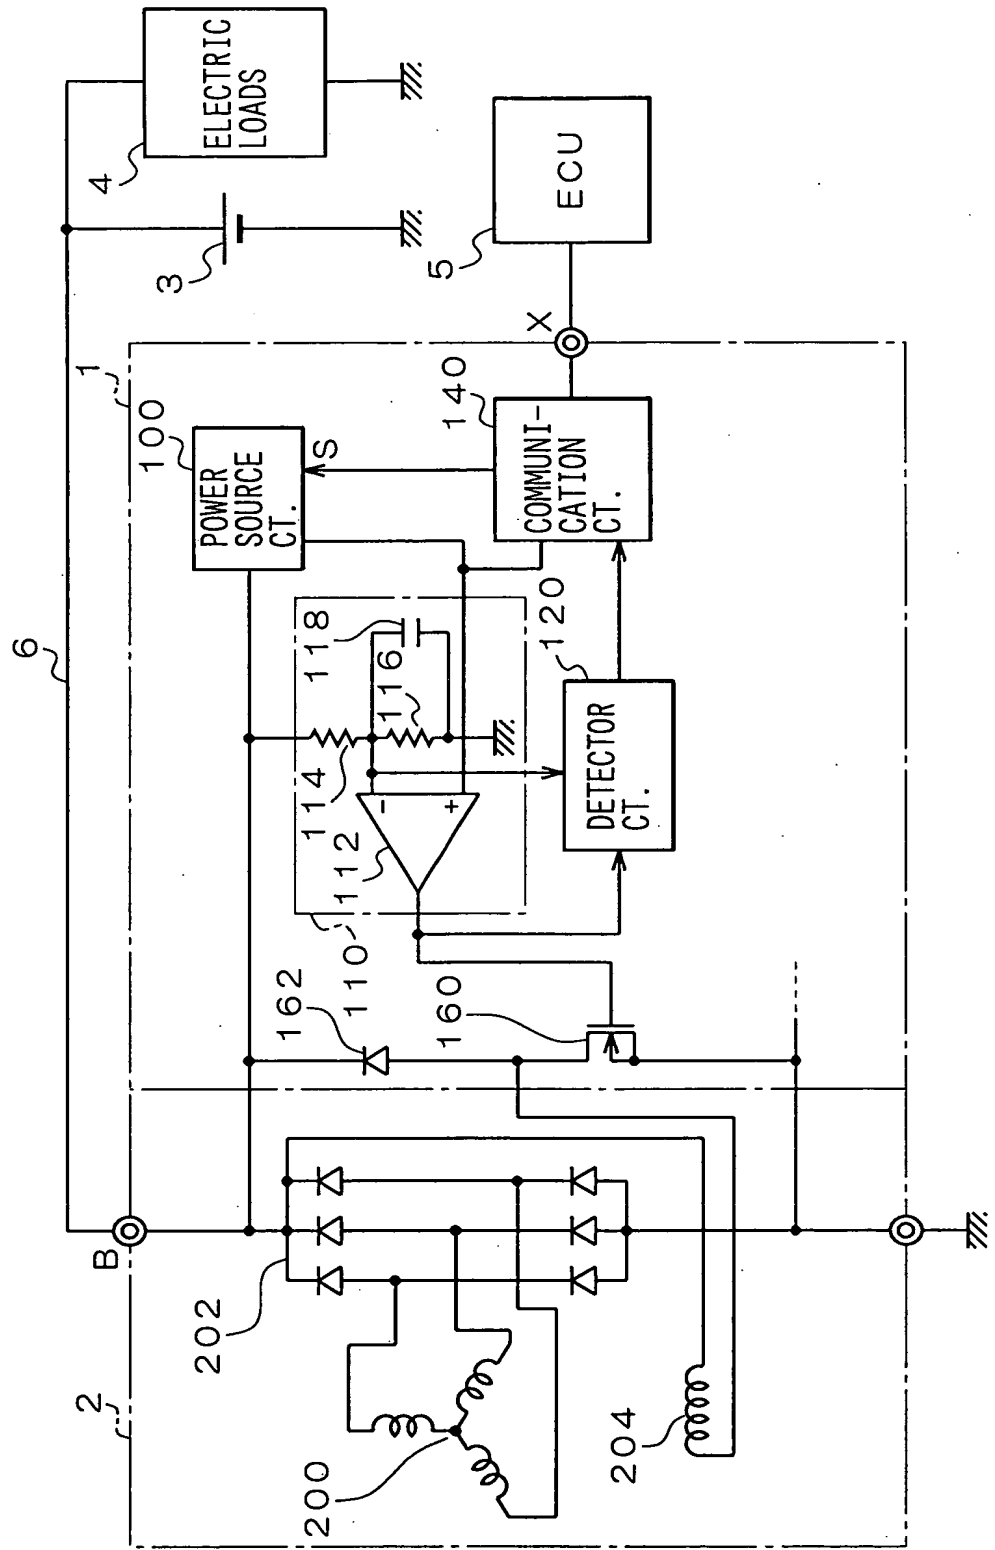 6
B
2
1
200
202
204
162
160
110
112
114
116
118
-
+
100
POWER
SOURCE
CT.
S
120
DETECTOR
CT.
140
COMMUNI-
CATION
CT.
X
3
4
ELECTRIC
LOADS
5
ECU